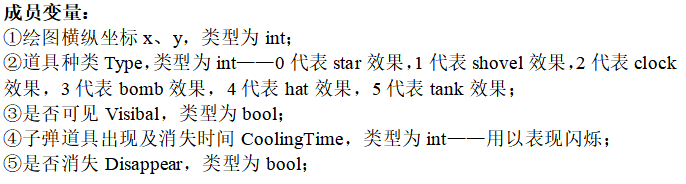 成员变量：
①绘图横纵坐标 x、y，类型为 int；
②道具种类 Type，类型为 int——0 代表 star 效果，1 代表 shovel 效果，2 代表 clock
效果，3 代表 bomb 效果，4 代表 hat 效果，5 代表 tank 效果；
③是否可见 Visibal，类型为 bool；
④子弹道具出现及消失时间 CoolingTime，类型为 int——用以表现闪烁；
⑤是否消失 Disappear，类型为 bool；